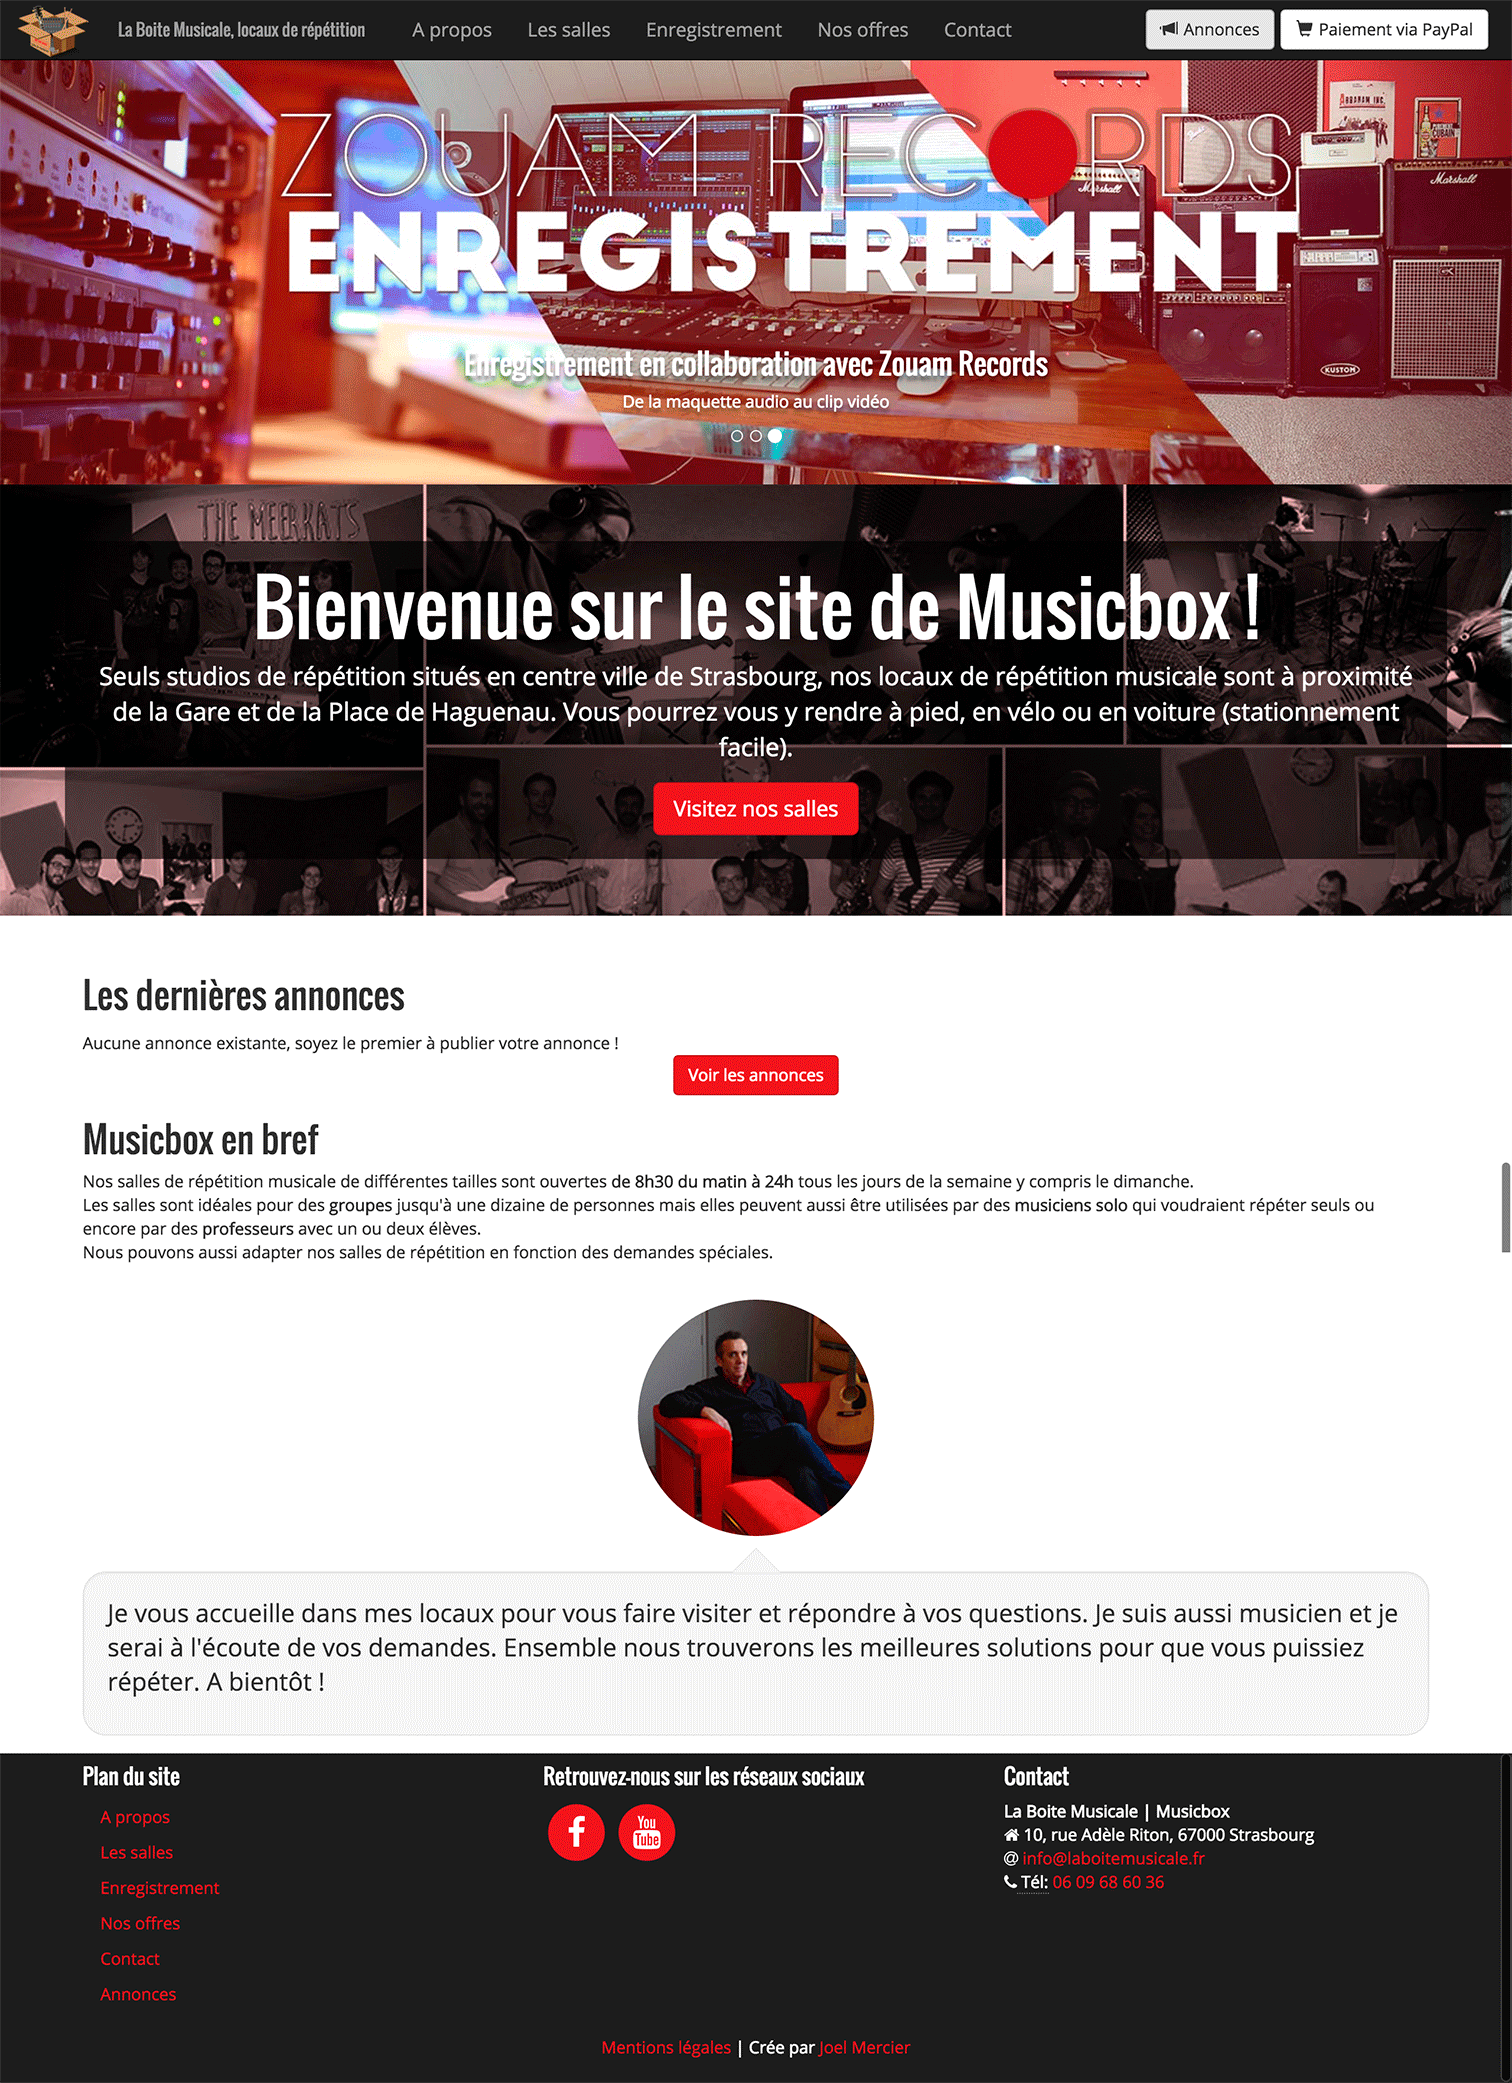 La Boite Musicale, locaux de répétition
A propos
Les salles
Enregistrement
Nos offres
Contact
Annonces
Paiement via PayPal
ZOUAM RECORDS
ENREGISTREMENT
ABRAHAM INC.
Marshall
Marshall
KUSTOM
Enregistrement en collaboration avec Zouam Records
De la maquette audio au clip vidéo
THE MEERKATS
Bienvenue sur le site de Musicbox !
Seuls studios de répétition situés en centre ville de Strasbourg, nos locaux de répétition musicale sont à proximité
de la Gare et de la Place de Haguenau. Vous pourrez vous y rendre à pied, en vélo ou en voiture (stationnement
facile).
Visitez nos salles
Les dernières annonces
Aucune annonce existante, soyez le premier à publier votre annonce !
Voir les annonces
Musicbox en bref
Nos salles de répétition musicale de différentes tailles sont ouvertes de 8h30 du matin à 24h tous les jours de la semaine y compris le dimanche.
Les salles sont idéales pour des groupes jusqu'à une dizaine de personnes mais elles peuvent aussi être utilisées par des musiciens solo qui voudraient répéter seuls ou
encore par des professeurs avec un ou deux élèves.
Nous pouvons aussi adapter nos salles de répétition en fonction des demandes spéciales.
Je vous accueille dans mes locaux pour vous faire visiter et répondre à vos questions. Je suis aussi musicien et je
serai à l'écoute de vos demandes. Ensemble nous trouverons les meilleures solutions pour que vous puissiez
répéter. A bientôt !
Plan du site
A propos
Les salles
Enregistrement
Nos offres
Contact
Annonces
Retrouvez-nous sur les réseaux sociaux
f
You
Tube
Contact
La Boite Musicale | Musicbox
10, rue Adèle Riton, 67000 Strasbourg
@ info@laboitemusicale.fr
Tél: 06 09 68 60 36
Mentions légales | Crée par Joel Mercier